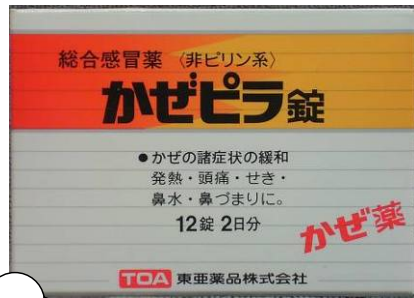 総合感冒薬〈非ピリン系〉
かぜピラ錠
●かぜの諸症状の緩和
発熱・頭痛・せき・
鼻水・鼻づまりに。
12錠 2日分
かぜ薬
TOA 東亜薬品株式会社